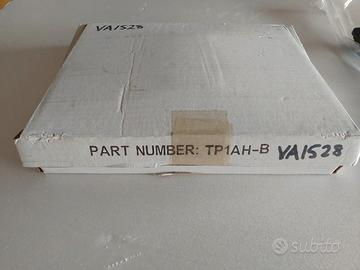 VA1528
PART NUMBER: TP1AH-B VA1528
subito